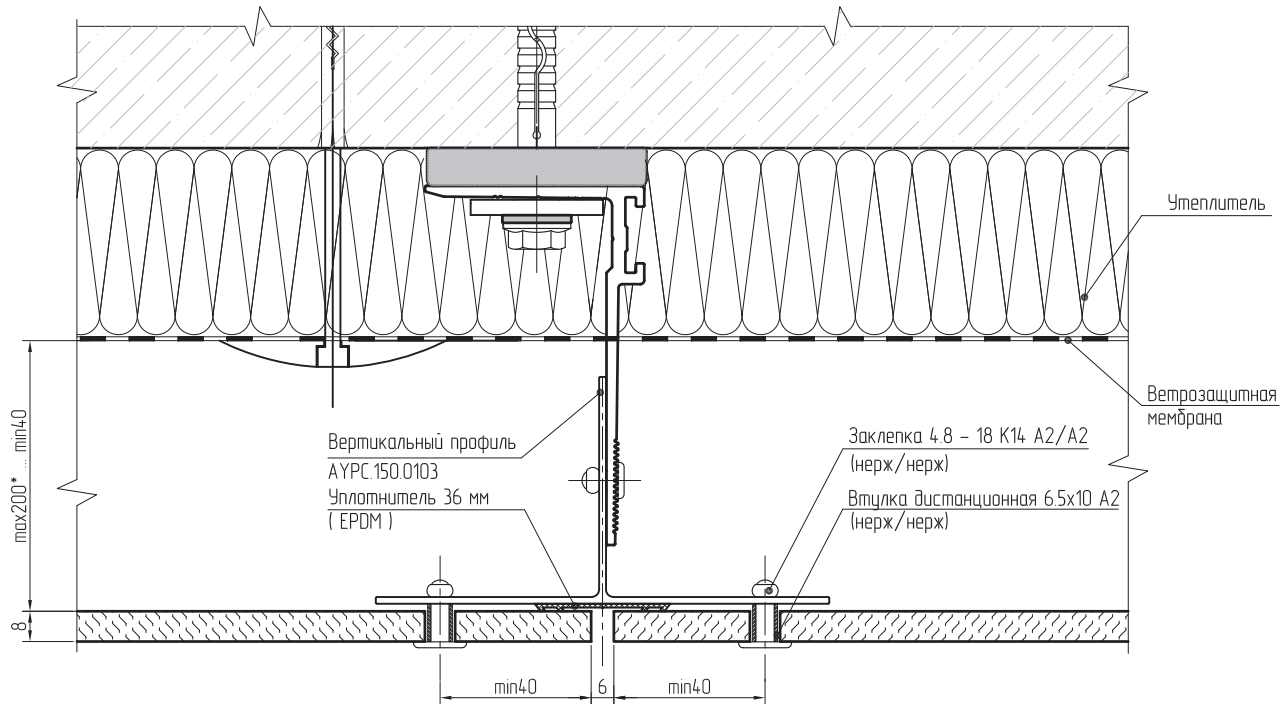 Утеплитель
Ветрозащитная
мембрана
max200* ... min40
Вертикальный профиль
AYPC.150.0103
Уплотнитель 36 мм
( EPDM )
Заклепка 4.8 - 18 K14 A2/A2
(нерж/нерж)
Втулка дистанционная 6.5x10 A2
(нерж/нерж)
8
min40
6
min40